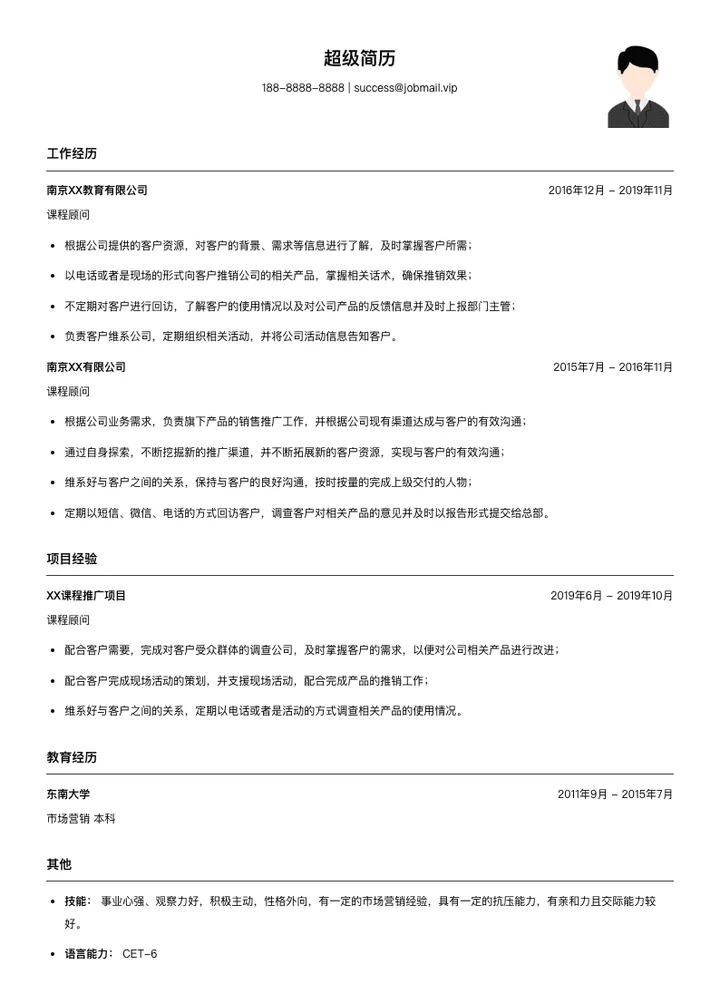 超级简历
188-8888-8888 | success@jobmail.vip
工作经历
南京XX教育有限公司 2016年12月 – 2019年11月
课程顾问
• 根据公司提供的客户资源，对客户的背景、需求等信息进行了解，及时掌握客户所需；
• 以电话或者是现场的形式向客户推销公司的相关产品，掌握相关话术，确保推销效果；
• 不定期对客户进行回访，了解客户的使用情况以及对公司产品的反馈信息并及时上报部门主管；
• 负责客户维系公司，定期组织相关活动，并将公司活动信息告知客户。
南京XX有限公司 2015年7月 – 2016年11月
课程顾问
• 根据公司业务需求，负责旗下产品的销售推广工作，并根据公司现有渠道达成与客户的有效沟通；
• 通过自身探索，不断挖掘新的推广渠道，并不断拓展新的客户资源，实现与客户的有效沟通；
• 维系好与客户之间的关系，保持与客户的良好沟通，按时按量的完成上级交付的人物；
• 定期以短信、微信、电话的方式回访客户，调查客户对相关产品的意见并及时以报告形式提交给总部。
项目经验
XX课程推广项目 2019年6月 – 2019年10月
课程顾问
• 配合客户需要，完成对客户受众群体的调查公司，及时掌握客户的需求，以便对公司相关产品进行改进；
• 配合客户完成现场活动的策划，并支援现场活动，配合完成产品的推销工作；
• 维系好与客户之间的关系，定期以电话或者是活动的方式调查相关产品的使用情况。
教育经历
东南大学 2011年9月 – 2015年7月
市场营销 本科
其他
• 技能： 事业心强、观察力好，积极主动，性格外向，有一定的市场营销经验，具有一定的抗压能力，有亲和力且交际能力较
好。
• 语言能力： CET-6